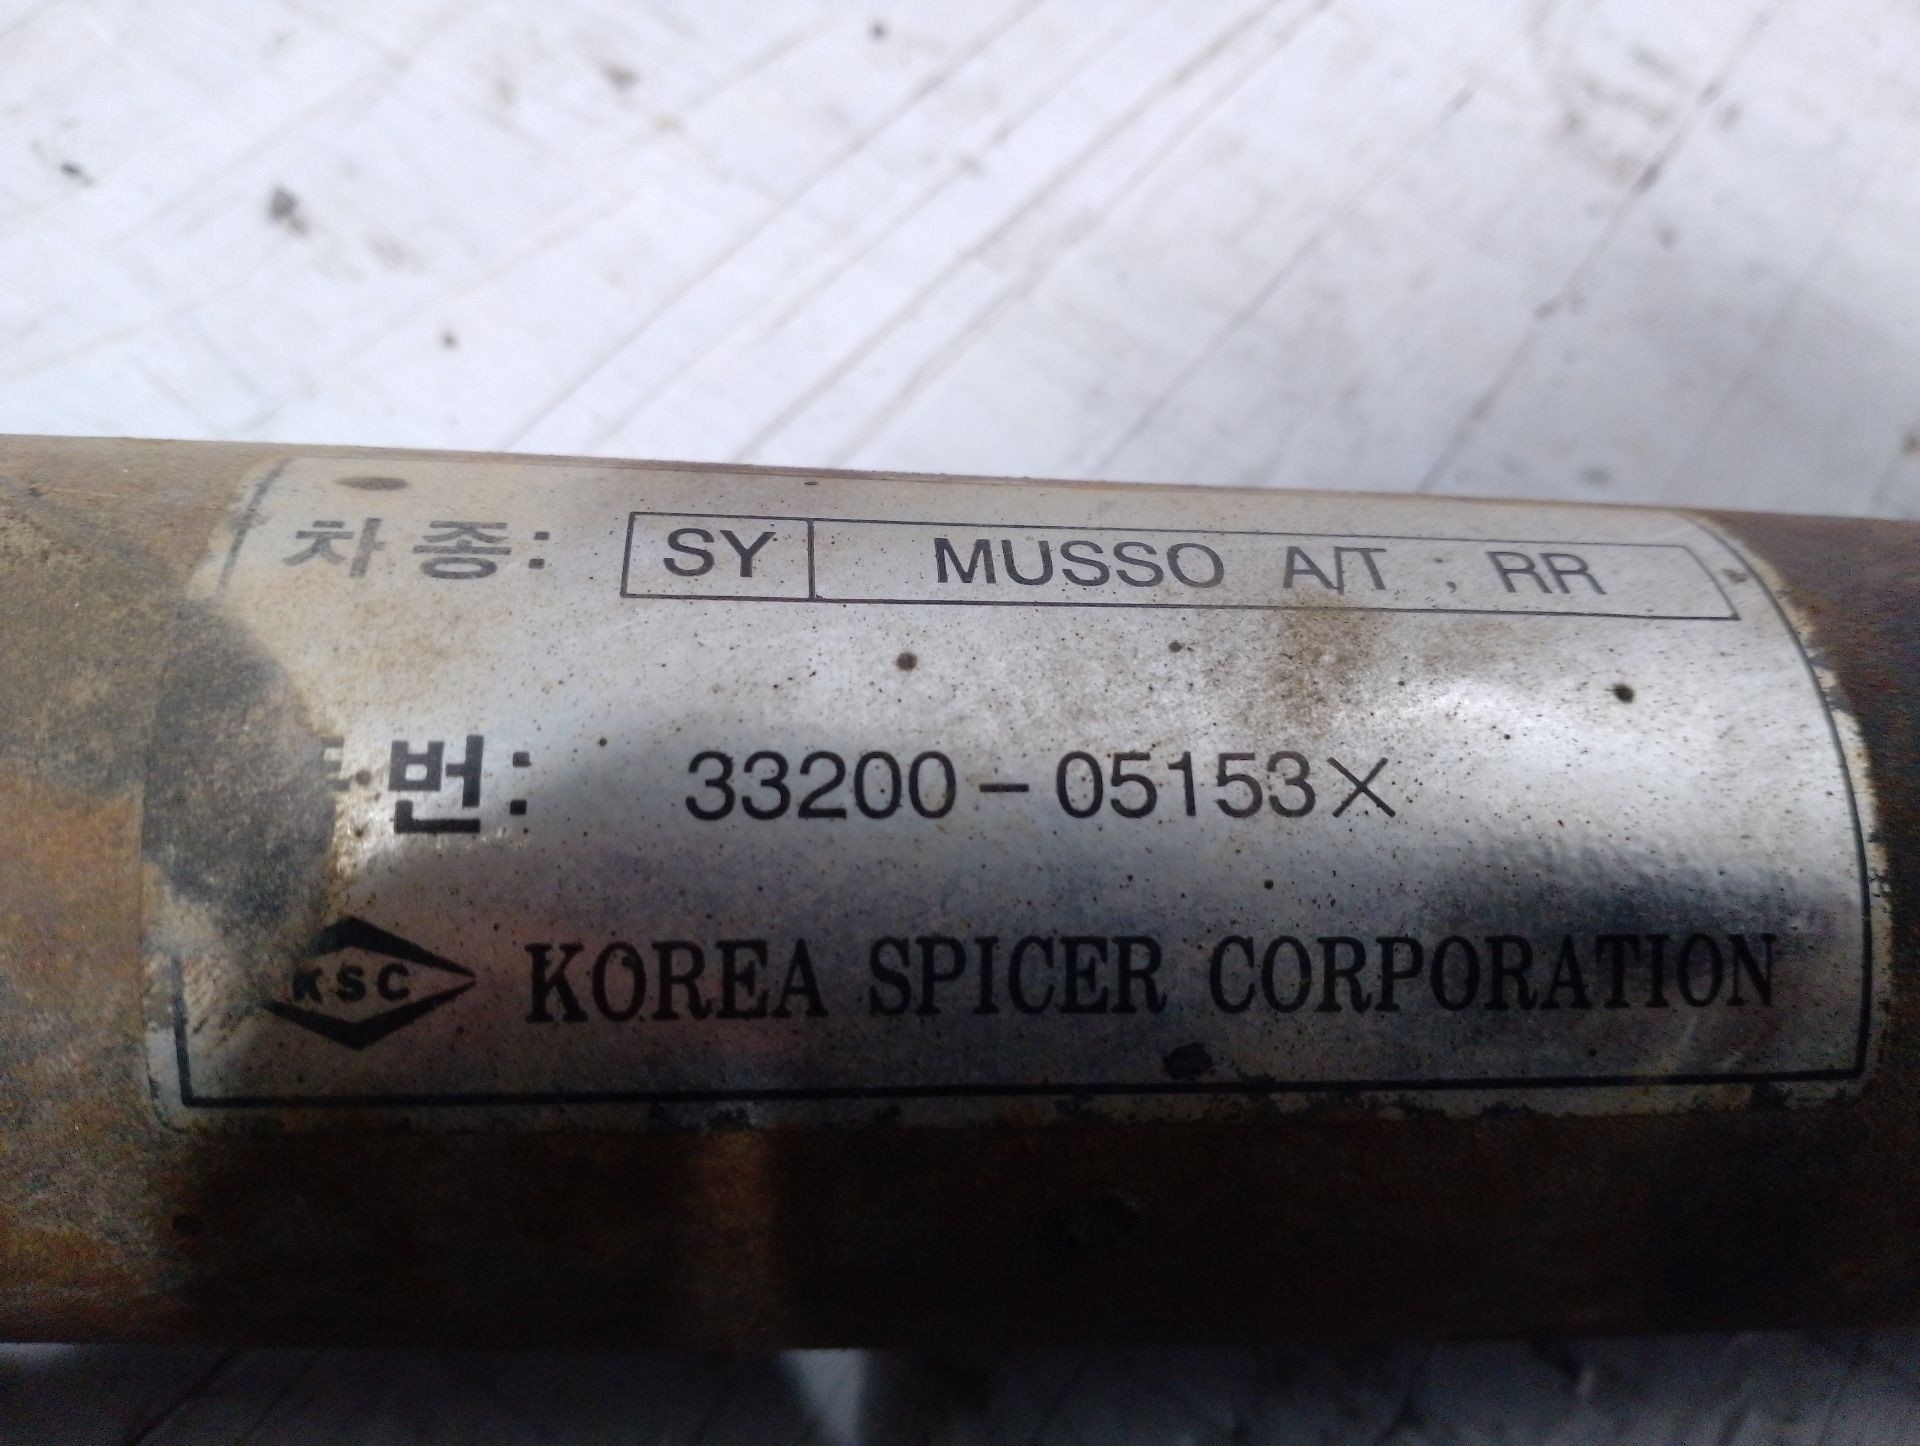 차종: SY MUSSO A/T , RR
번: 33200-05153X
KSC KOREA SPICER CORPORATION